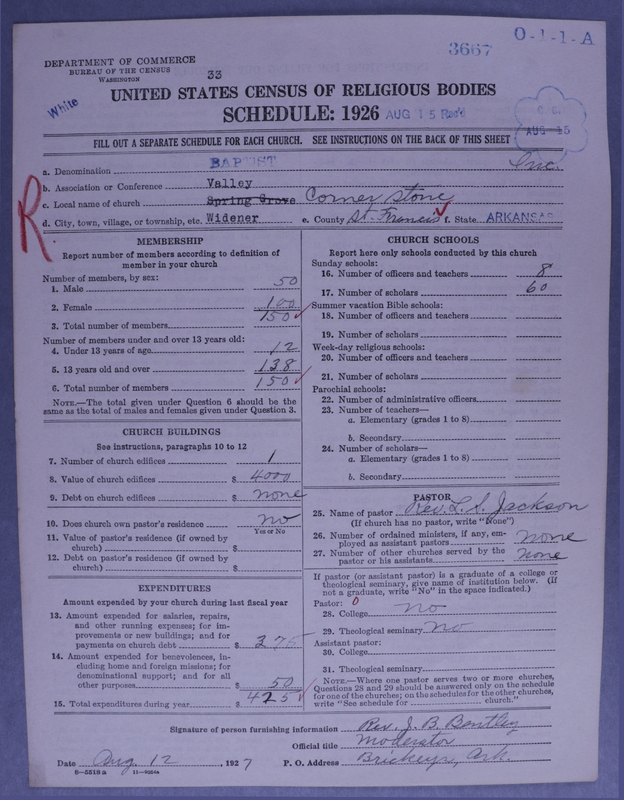 3667
O-1-1-A
DEPARTMENT OF COMMERCE
BUREAU OF THE CENSUS
WASHINGTON
33
White
UNITED STATES CENSUS OF RELIGIOUS BODIES
SCHEDULE: 1926
AUG 15 Rec'd
AUG 15
FILL OUT A SEPARATE SCHEDULE FOR EACH CHURCH. SEE INSTRUCTIONS ON THE BACK OF THIS SHEET
R
a. Denomination BAPTIST Inc.
b. Association or Conference Valley
c. Local name of church Spring Grove Corner Stone
d. City, town, village, or township, etc. Widener e. County St. Francis f. State ARKANSAS
MEMBERSHIP
Report number of members according to definition of
member in your church
Number of members, by sex:
1. Male 50
2. Female 100
3. Total number of members 150
Number of members under and over 13 years old:
4. Under 13 years of age 12
5. 13 years old and over 138
6. Total number of members 150
NOTE.—The total given under Question 6 should be the
same as the total of males and females given under Question 3.
CHURCH BUILDINGS
See instructions, paragraphs 10 to 12
7. Number of church edifices 1
8. Value of church edifices $ 4000
9. Debt on church edifices $ none
10. Does church own pastor's residence no
Yes or No
11. Value of pastor's residence (if owned by
church) $
12. Debt on pastor's residence (if owned by
church) $
EXPENDITURES
Amount expended by your church during last fiscal year
13. Amount expended for salaries, repairs,
and other running expenses; for im-
provements or new buildings; and for
payments on church debt $ 375
14. Amount expended for benevolences, in-
cluding home and foreign missions; for
denominational support; and for all
other purposes $ 50
15. Total expenditures during year $ 425
CHURCH SCHOOLS
Report here only schools conducted by this church
Sunday schools:
16. Number of officers and teachers 8
17. Number of scholars 60
Summer vacation Bible schools:
18. Number of officers and teachers
19. Number of scholars
Week-day religious schools:
20. Number of officers and teachers
21. Number of scholars
Parochial schools:
22. Number of administrative officers
23. Number of teachers—
a. Elementary (grades 1 to 8)
b. Secondary
24. Number of scholars—
a. Elementary (grades 1 to 8)
b. Secondary
PASTOR
25. Name of pastor Rev. L. S. Jackson
(If church has no pastor, write "None")
26. Number of ordained ministers, if any, em-
ployed as assistant pastors none
27. Number of other churches served by the
pastor or his assistants none
If pastor (or assistant pastor) is a graduate of a college or
theological seminary, give name of institution below. (If
not a graduate, write "No" in the space indicated.)
Pastor: 0
28. College no
29. Theological seminary no
Assistant pastor:
30. College
31. Theological seminary
NOTE.—Where one pastor serves two or more churches,
Questions 28 and 29 should be answered only on the schedule
for one of the churches; on the schedules for the other churches,
write "See schedule for church."
Signature of person furnishing information Rev. J. B. Bentley
Official title Moderator
Date Aug. 12, 1927 P. O. Address Brickeys, Ark.
8—5518a 11—9064a